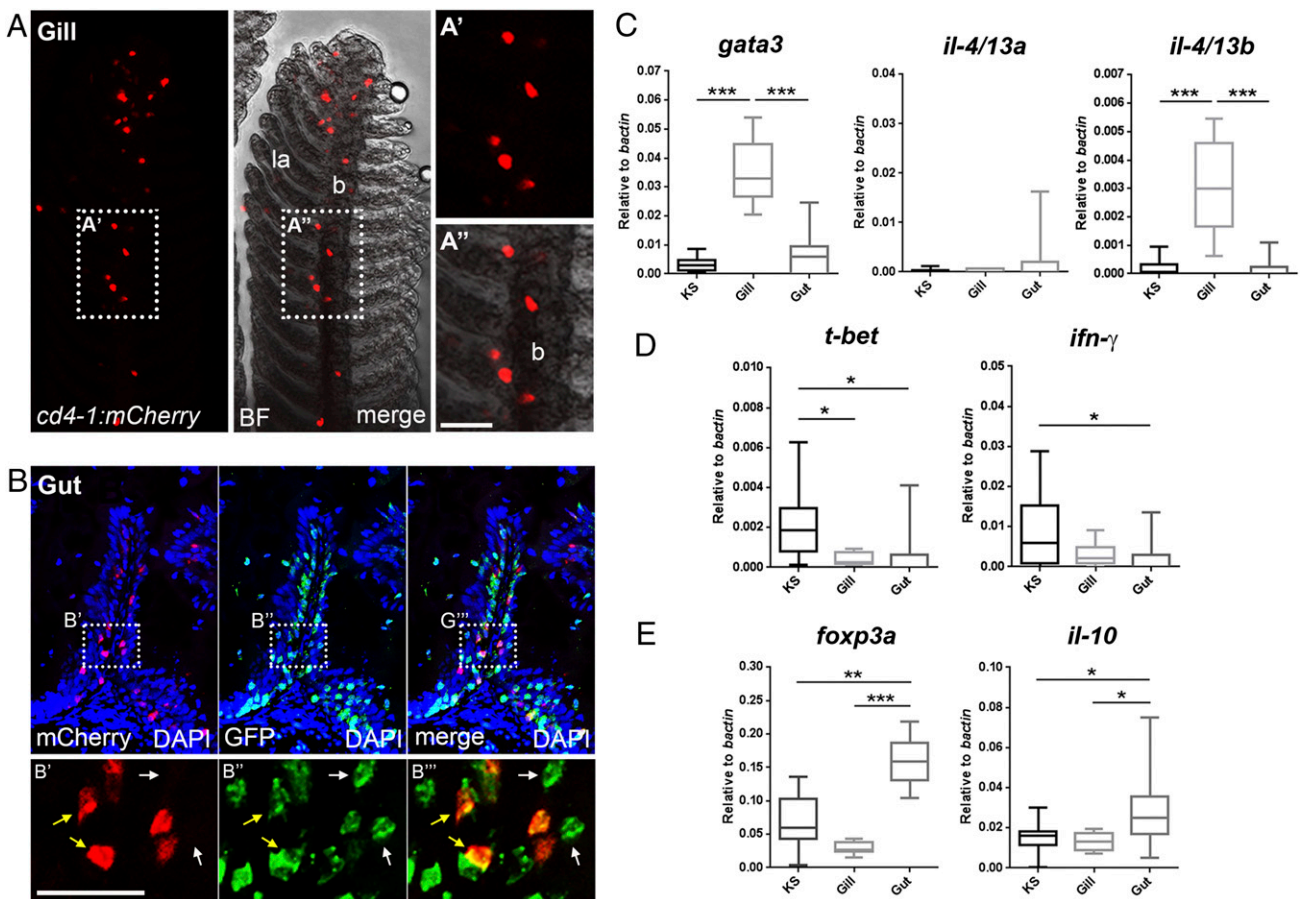 A
Gill
A'
cd4-1:mCherry
la
b
A''
BF
merge
A'
A''
b
B
Gut
B'
mCherry
DAPI
B''
GFP
DAPI
G'''
merge
DAPI
B'
B''
B'''
C
gata3
Relative to bactin
0.07
0.06
0.05
0.04
0.03
0.02
0.01
0.00
***
***
KS
Gill
Gut
il-4/13a
Relative to bactin
0.04
0.03
0.02
0.01
0.00
KS
Gill
Gut
il-4/13b
Relative to bactin
0.007
0.006
0.005
0.004
0.003
0.002
0.001
0.000
***
***
KS
Gill
Gut
D
t-bet
Relative to bactin
0.010
0.008
0.006
0.004
0.002
0.000
*
*
KS
Gill
Gut
ifn-γ
Relative to bactin
0.05
0.04
0.03
0.02
0.01
0.00
*
KS
Gill
Gut
E
foxp3a
Relative to bactin
0.30
0.25
0.20
0.15
0.10
0.05
0.00
**
***
KS
Gill
Gut
il-10
Relative to bactin
0.10
0.08
0.06
0.04
0.02
0.00
*
*
KS
Gill
Gut